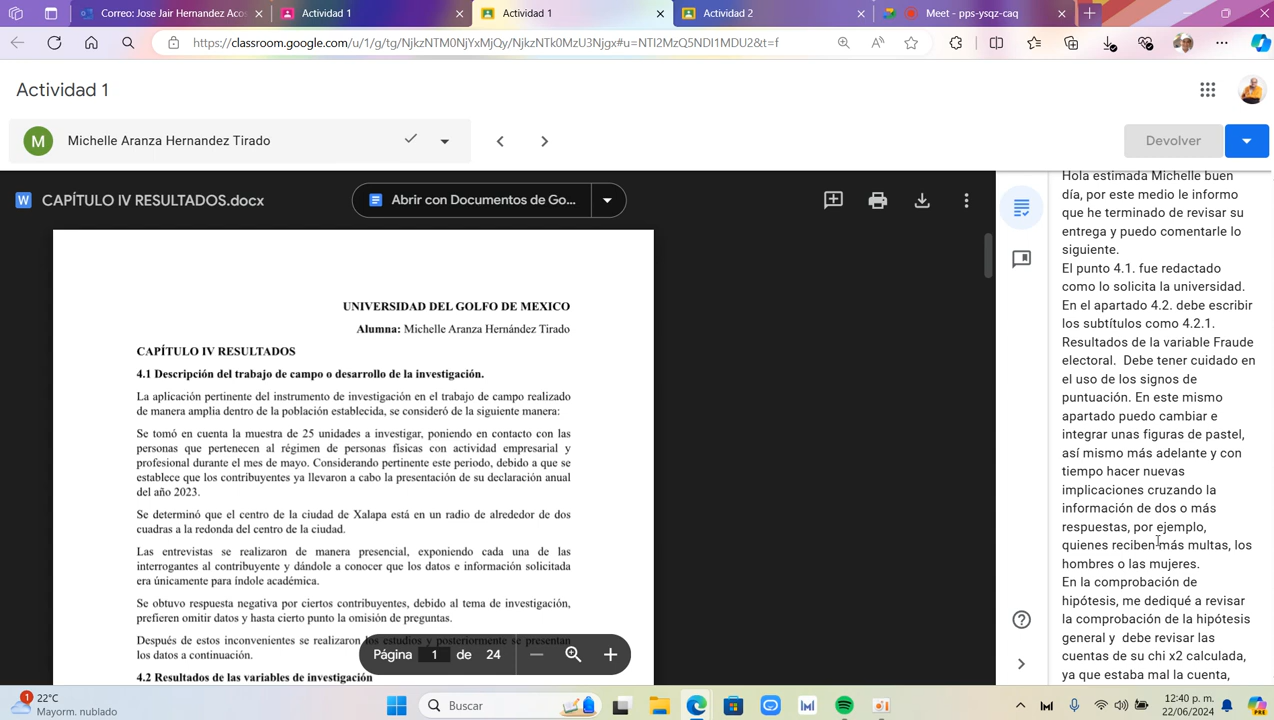 Correo: Jose Jair Hernandez Acos
Actividad 1
Actividad 1
Actividad 2
Meet - pps-ysqz-caq
https://classroom.google.com/u/1/g/tg/NjkzNTM0NjYxMjQy/NjkzNTk0MzU3Njgx#u=NTI2MzQ5NDI1MDU2&t=f
Actividad 1
M
Michelle Aranza Hernandez Tirado
Devolver
W
CAPÍTULO IV RESULTADOS.docx
Abrir con Documentos de Go...
UNIVERSIDAD DEL GOLFO DE MEXICO
Alumna: Michelle Aranza Hernández Tirado
CAPÍTULO IV RESULTADOS
4.1 Descripción del trabajo de campo o desarrollo de la investigación.
La aplicación pertinente del instrumento de investigación en el trabajo de campo realizado
de manera amplia dentro de la población establecida, se consideró de la siguiente manera:
Se tomó en cuenta la muestra de 25 unidades a investigar, poniendo en contacto con las
personas que pertenecen al régimen de personas físicas con actividad empresarial y
profesional durante el mes de mayo. Considerando pertinente este periodo, debido a que se
establece que los contribuyentes ya llevaron a cabo la presentación de su declaración anual
del año 2023.
Se determinó que el centro de la ciudad de Xalapa está en un radio de alrededor de dos
cuadras a la redonda del centro de la ciudad.
Las entrevistas se realizaron de manera presencial, exponiendo cada una de las
interrogantes al contribuyente y dándole a conocer que los datos e información solicitada
era únicamente para índole académica.
Se obtuvo respuesta negativa por ciertos contribuyentes, debido al tema de investigación,
prefieren omitir datos y hasta cierto punto la omisión de preguntas.
Después de estos inconvenientes se realizaron los estudios y posteriormente se presentan
los datos a continuación.
4.2 Resultados de las variables de investigación
Página 1 de 24
Hola estimada Michelle buen
día, por este medio le informo
que he terminado de revisar su
entrega y puedo comentarle lo
siguiente.
El punto 4.1. fue redactado
como lo solicita la universidad.
En el apartado 4.2. debe escribir
los subtítulos como 4.2.1.
Resultados de la variable Fraude
electoral. Debe tener cuidado en
el uso de los signos de
puntuación. En este mismo
apartado puedo cambiar e
integrar unas figuras de pastel,
así mismo más adelante y con
tiempo hacer nuevas
implicaciones cruzando la
información de dos o más
respuestas, por ejemplo,
quienes reciben más multas, los
hombres o las mujeres.
En la comprobación de
hipótesis, me dediqué a revisar
la comprobación de la hipótesis
general y debe revisar las
cuentas de su chi x2 calculada,
ya que estaba mal la cuenta,
1
22°C
Mayorm. nublado
Buscar
12:40 p. m.
22/06/2024